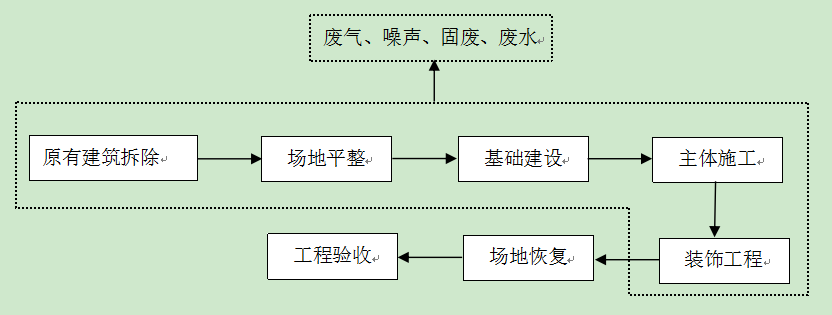 废气、噪声、固废、废水
原有建筑拆除
场地平整
基础建设
主体施工
装饰工程
场地恢复
工程验收